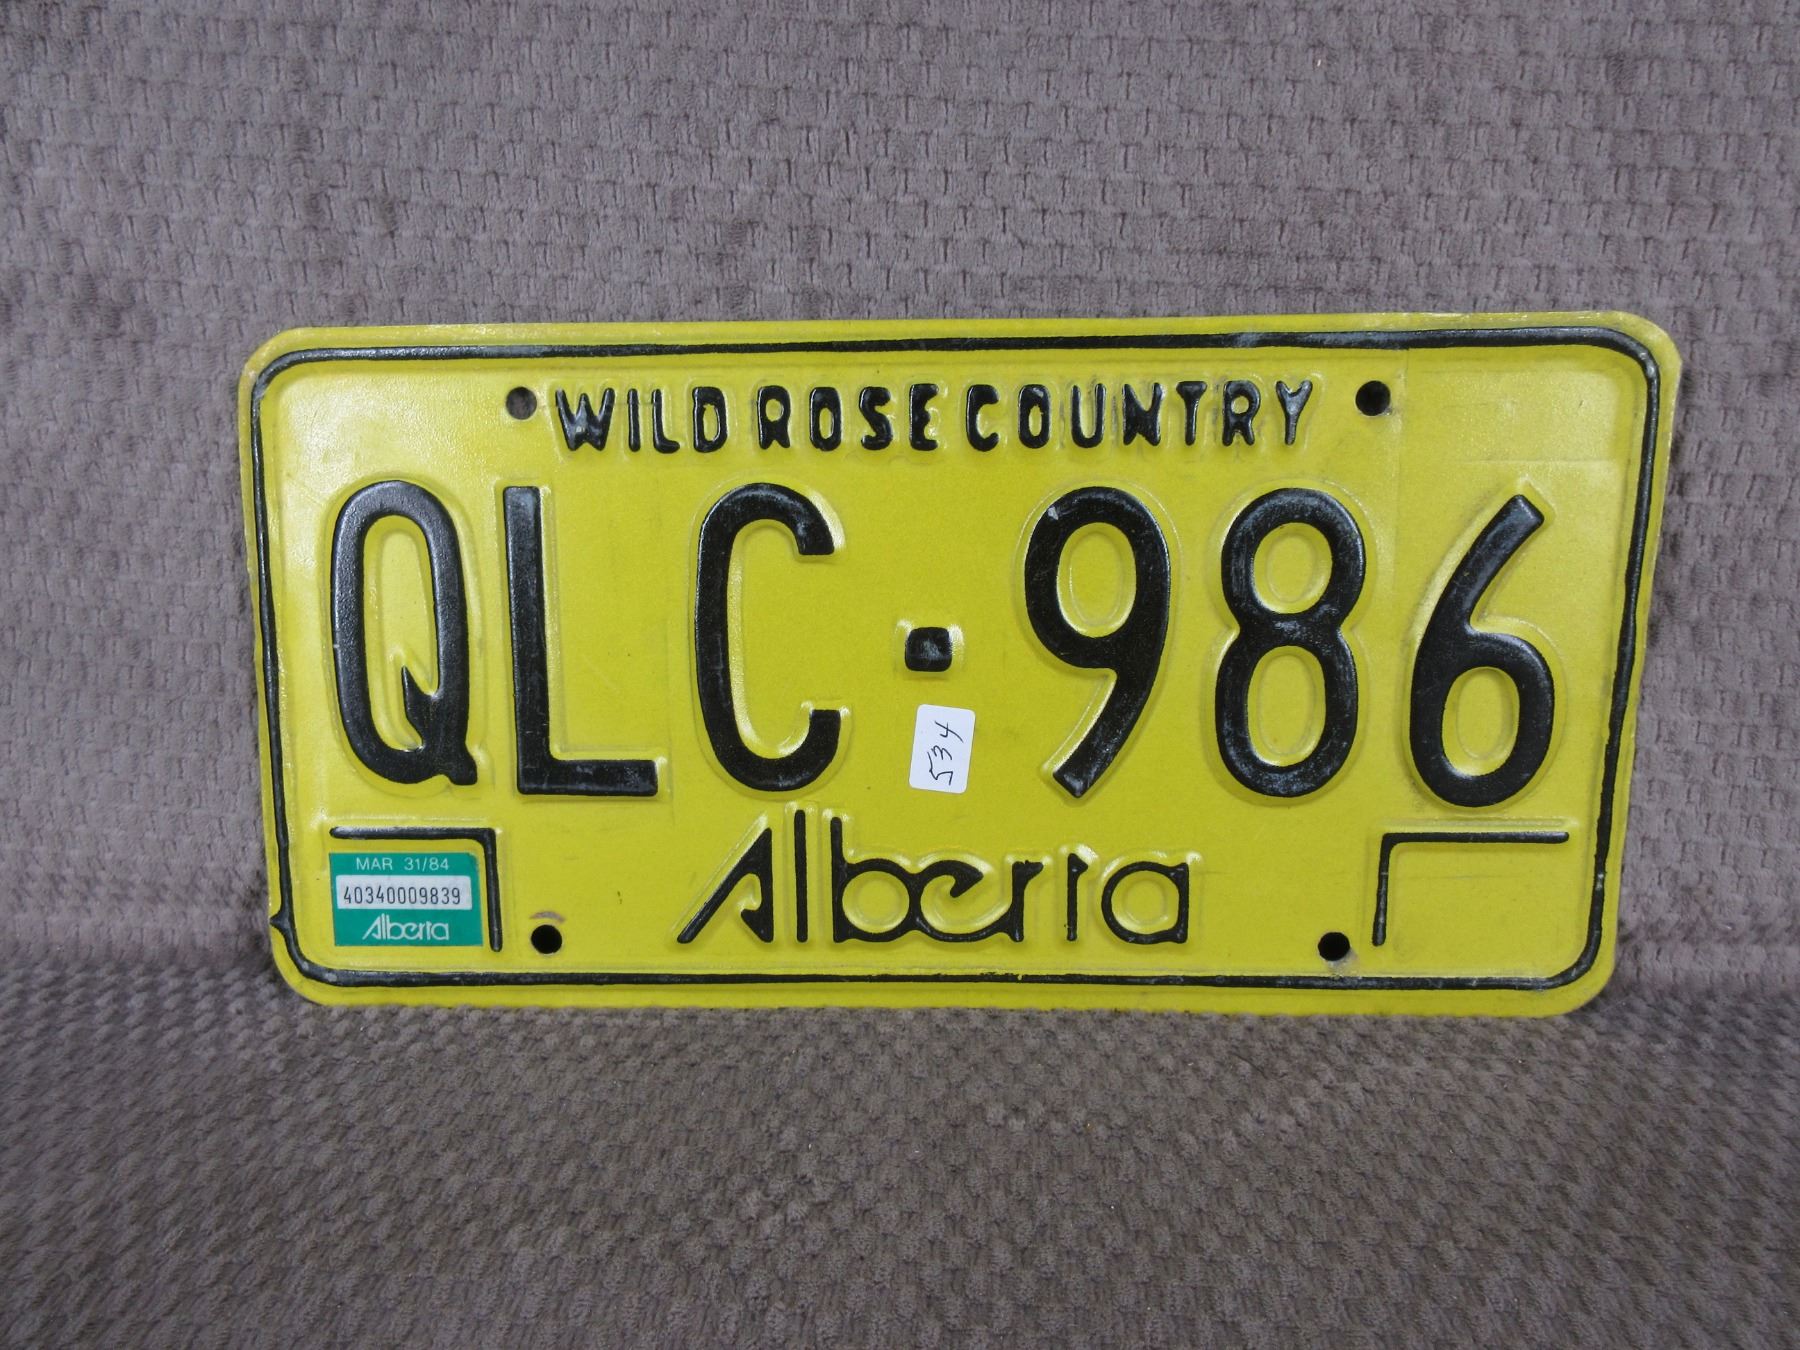 WILD ROSE COUNTRY
QLC·986
534
Alberta
MAR 31/84
40340009839
Alberta